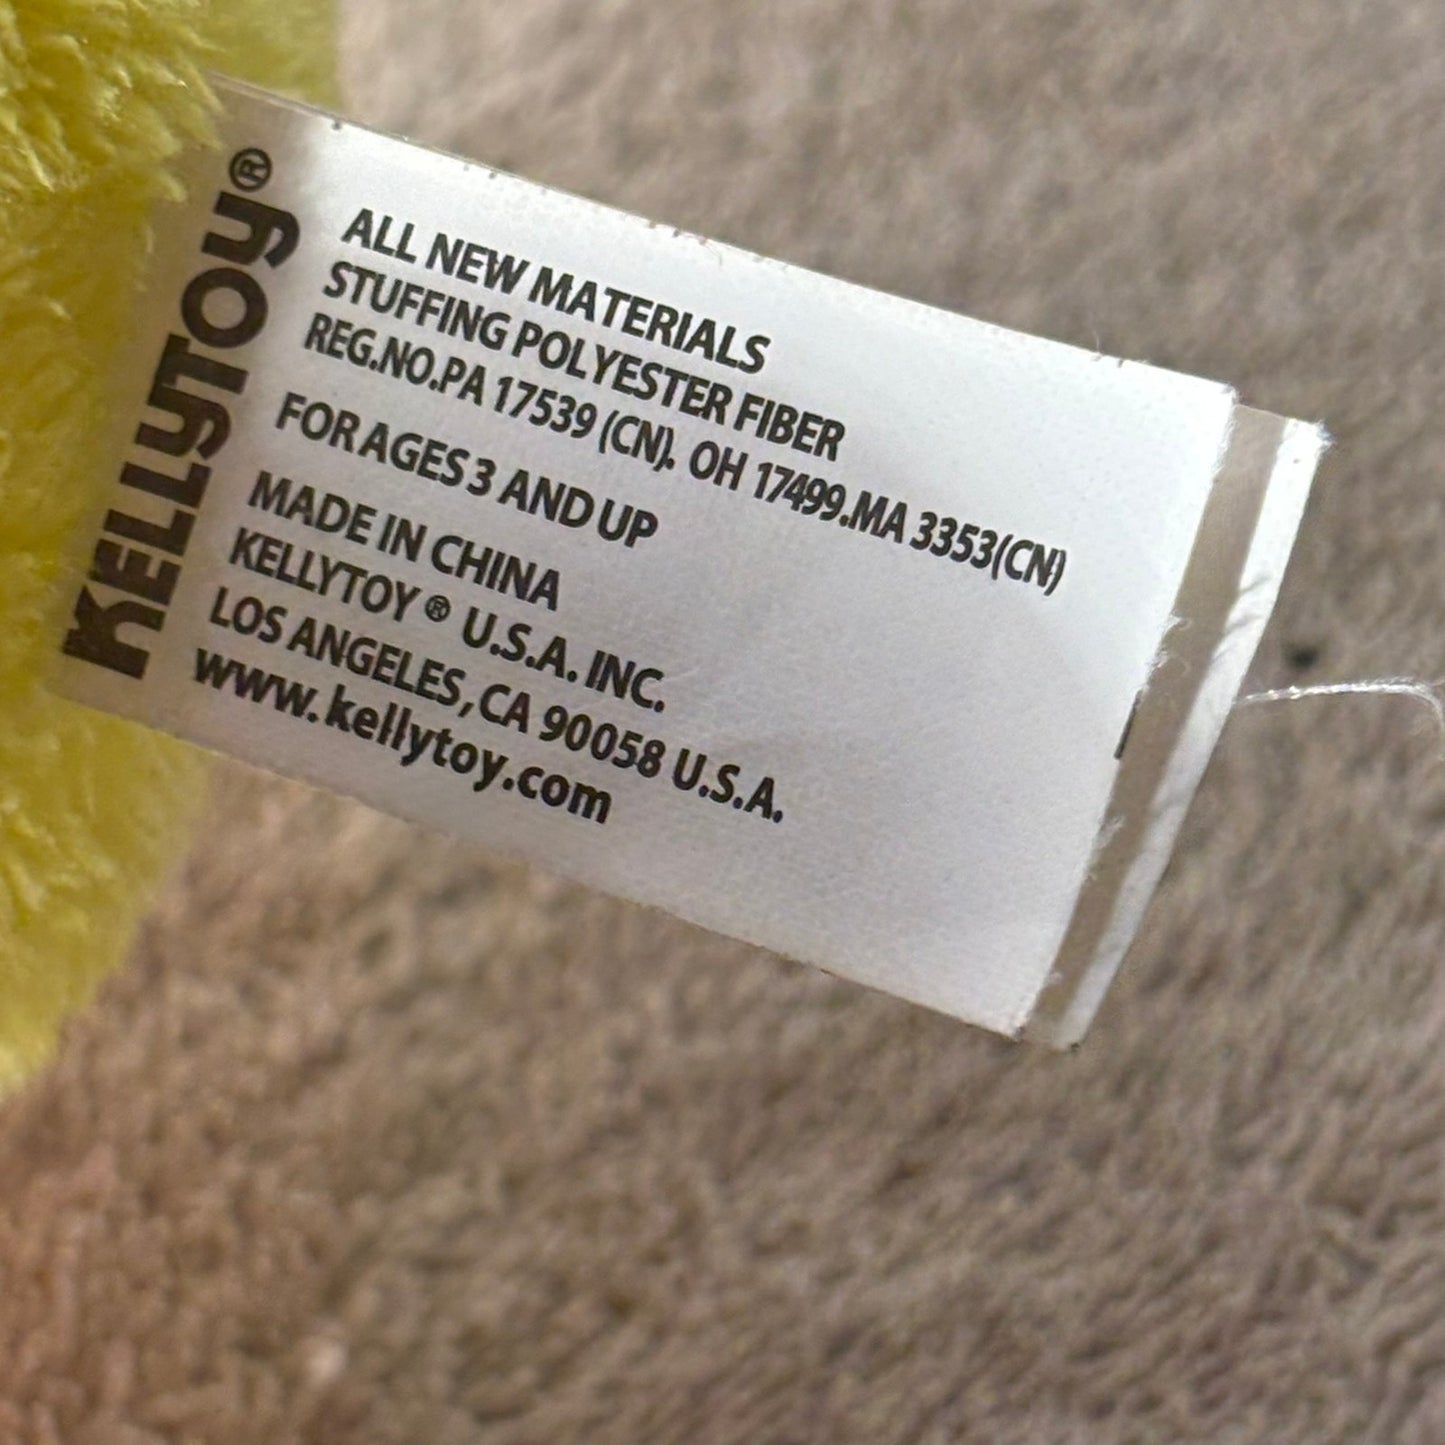 KELLYTOY®
ALL NEW MATERIALS
STUFFING POLYESTER FIBER
REG.NO.PA 17539 (CN). OH 17499.MA 3353(CN)
FOR AGES 3 AND UP
MADE IN CHINA
KELLYTOY ® U.S.A. INC.
LOS ANGELES, CA 90058 U.S.A.
www.kellytoy.com